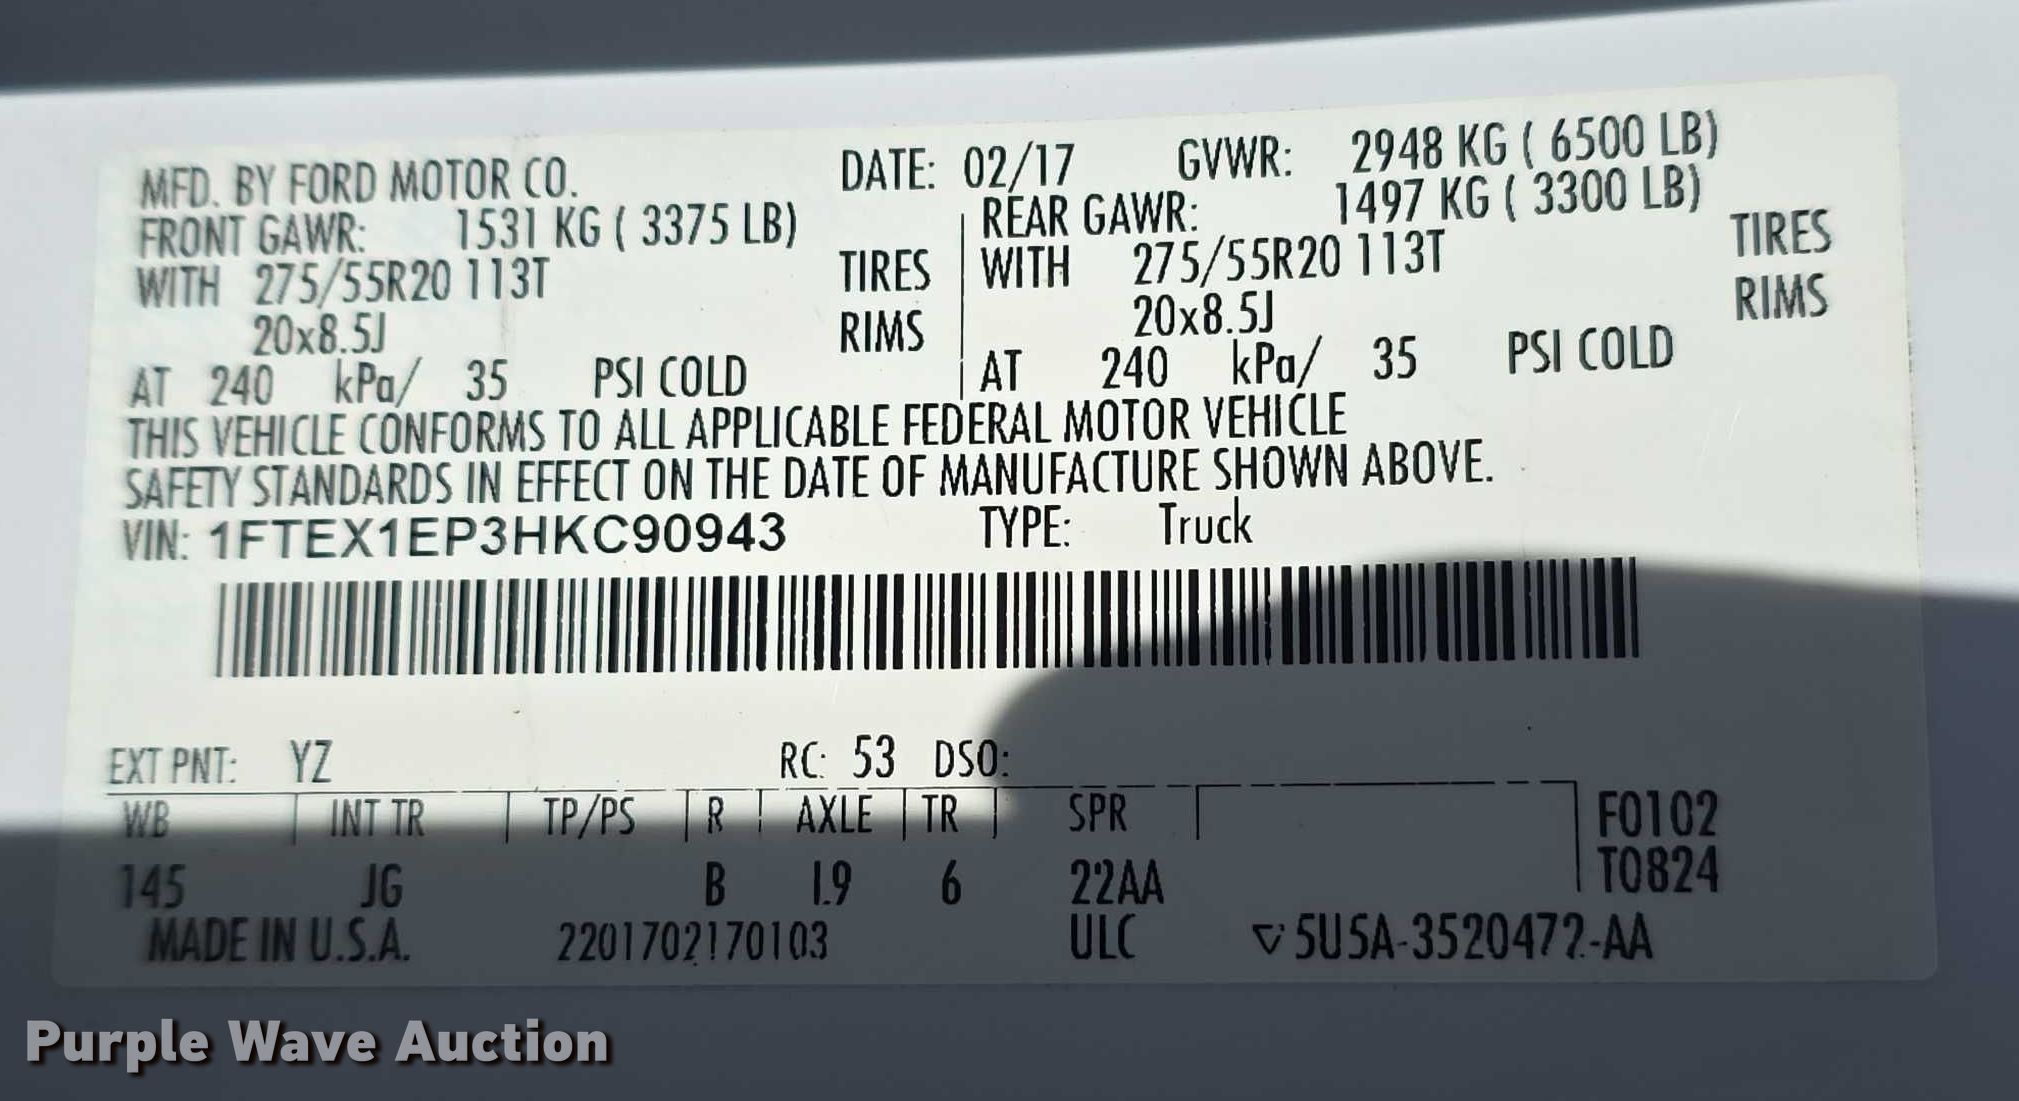 MFD. BY FORD MOTOR CO. DATE: 02/17 GVWR: 2948 KG ( 6500 LB)
FRONT GAWR: 1531 KG ( 3375 LB) REAR GAWR: 1497 KG ( 3300 LB)
WITH 275/55R20 113T TIRES WITH 275/55R20 113T TIRES
20x8.5J RIMS 20x8.5J RIMS
AT 240 kPa/ 35 PSI COLD AT 240 kPa/ 35 PSI COLD
THIS VEHICLE CONFORMS TO ALL APPLICABLE FEDERAL MOTOR VEHICLE
SAFETY STANDARDS IN EFFECT ON THE DATE OF MANUFACTURE SHOWN ABOVE.
VIN: 1FTEX1EP3HKC90943 TYPE: Truck
EXT PNT: YZ RC: 53 DSO:
WB INT TR TP/PS R AXLE TR SPR F0102
145 JG B L9 6 22AA T0824
MADE IN U.S.A. 2201702170103 ULC 5U5A-3520472-AA
Purple Wave Auction